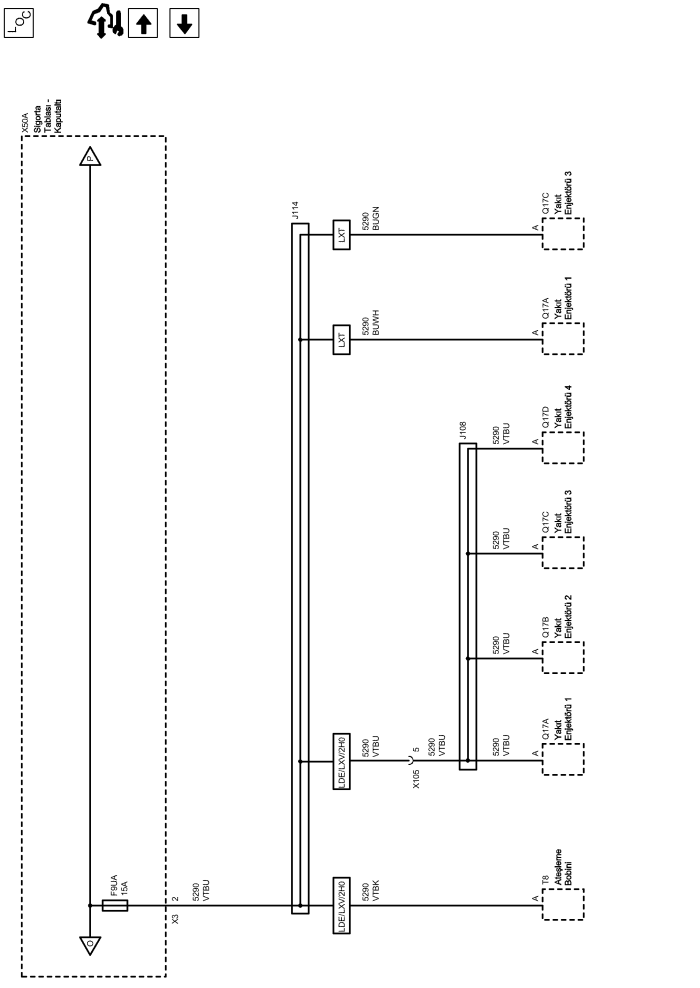 LOC
X50A
Sigorta
Tablası -
Kaputaltı
P
O
F9UA
15A
X3
2
5290
VTBU
J114
LXT
5290
BUGN
A
Q17C
Yakıt
Enjektörü 3
LXT
5290
BUWH
A
Q17A
Yakıt
Enjektörü 1
J108
5290
VTBU
A
Q17D
Yakıt
Enjektörü 4
5290
VTBU
A
Q17C
Yakıt
Enjektörü 3
5290
VTBU
A
Q17B
Yakıt
Enjektörü 2
LDE/LXV/2H0
5290
VTBU
X105
5
5290
VTBU
5290
VTBU
A
Q17A
Yakıt
Enjektörü 1
LDE/LXV/2H0
5290
VTBK
A
T8
Ateşleme
Bobini